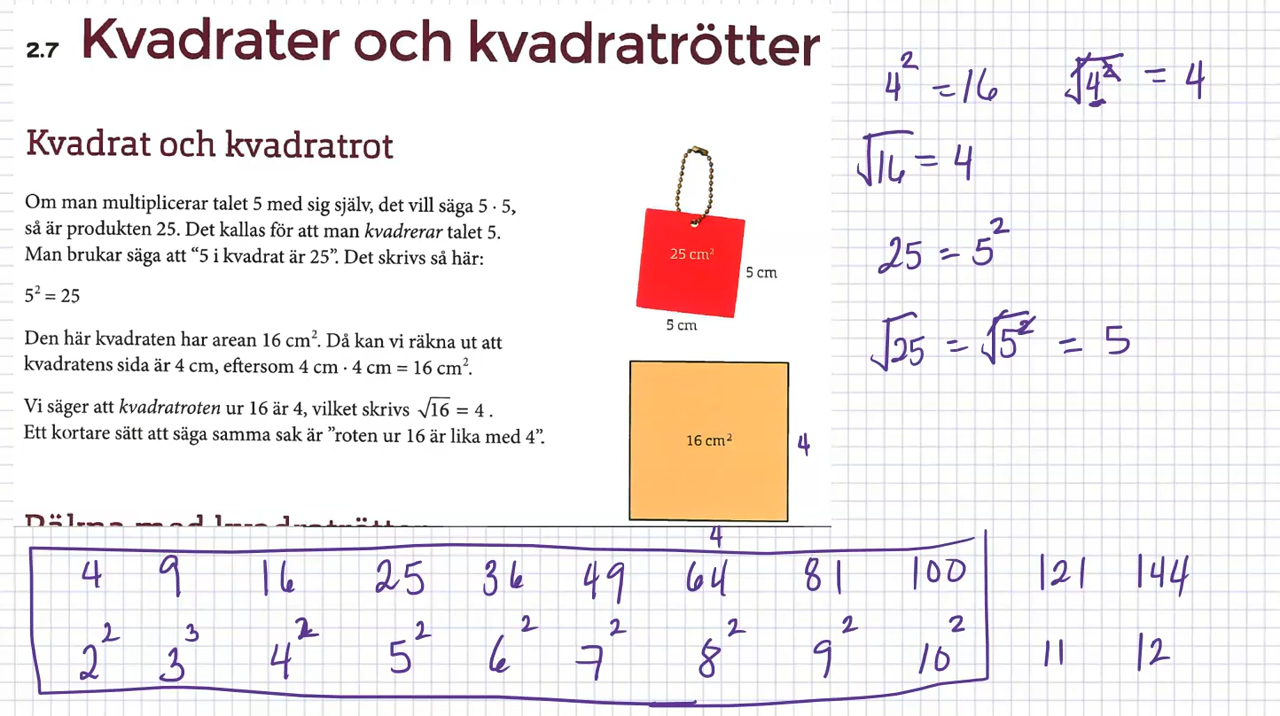 2.7 Kvadrater och kvadratrötter
Kvadrat och kvadratrot
Om man multiplicerar talet 5 med sig själv, det vill säga 5 · 5,
så är produkten 25. Det kallas för att man kvadrerar talet 5.
Man brukar säga att ”5 i kvadrat är 25”. Det skrivs så här:
5² = 25
Den här kvadraten har arean 16 cm². Då kan vi räkna ut att
kvadratens sida är 4 cm, eftersom 4 cm · 4 cm = 16 cm².
Vi säger att kvadratroten ur 16 är 4, vilket skrivs √16 = 4 .
Ett kortare sätt att säga samma sak är ”roten ur 16 är lika med 4”.
25 cm²
5 cm
5 cm
16 cm²
4
4
4² = 16 √4² = 4
√16 = 4
25 = 5²
√25 = √5² = 5
4 9 16 25 36 49 64 81 100 121 144
2² 3³ 4² 5² 6² 7² 8² 9² 10² 11 12